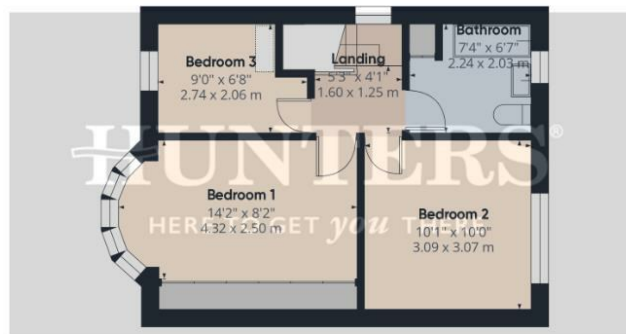 Bathroom
7'4" x 6'7"
2.24 x 2.03 m
Bedroom 3
9'0" x 6'8"
2.74 x 2.06 m
Landing
5'3" x 4'1"
1.60 x 1.25 m
HUNTERS®
Bedroom 1
14'2" x 8'2"
4.32 x 2.50 m
HERE TO GET you THERE
Bedroom 2
10'1" x 10'0"
3.09 x 3.07 m